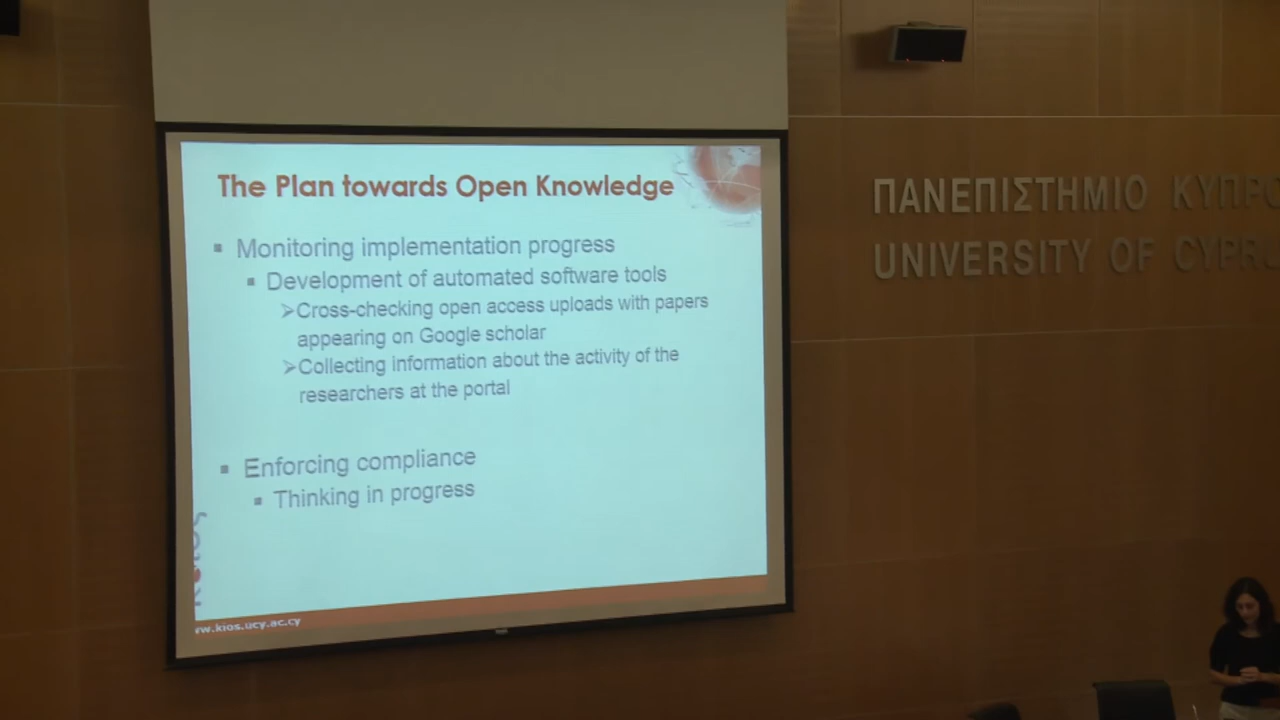 The Plan towards Open Knowledge
Monitoring implementation progress
Development of automated software tools
Cross-checking open access uploads with papers
appearing on Google scholar
Collecting information about the activity of the
researchers at the portal
Enforcing compliance
Thinking in progress
w.kios.ucy.ac.cy
ΠΑΝΕΠΙΣΤΗΜΙΟ ΚΥΠΡΟ
UNIVERSITY OF CYPRU